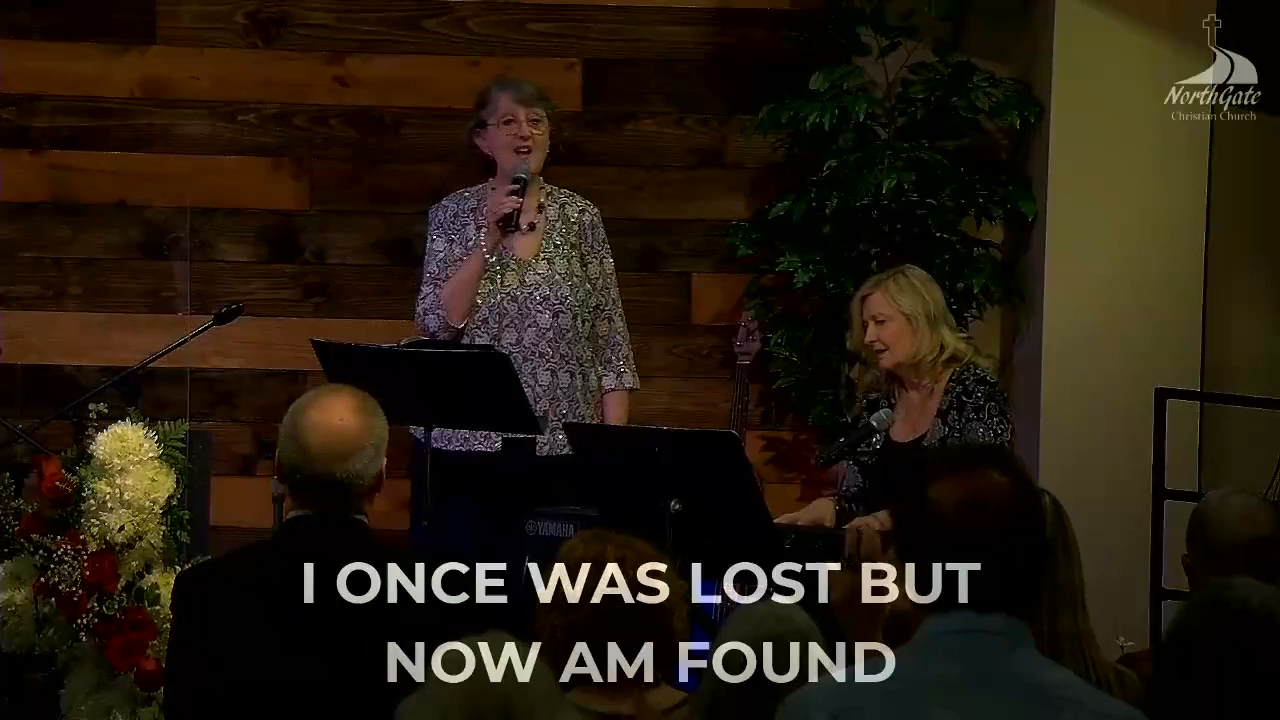 NorthGate
Christian Church
YAMAHA
I ONCE WAS LOST BUT
NOW AM FOUND